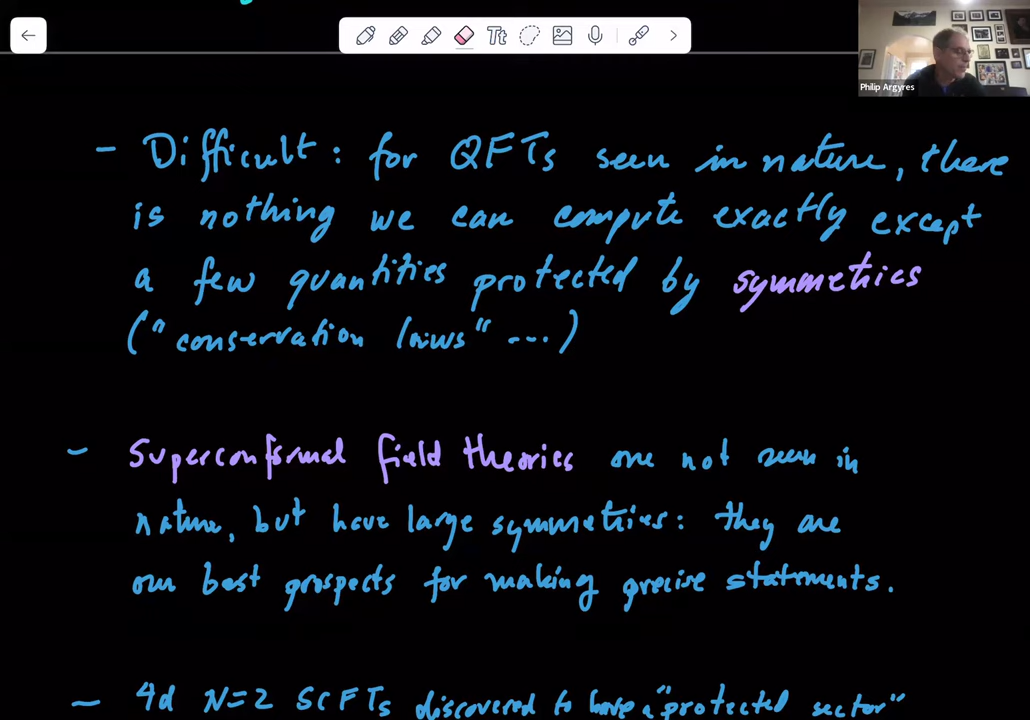 Tt
Philip Argyres
- Difficult : for QFTs seen in nature, there
is nothing we can compute exactly except
a few quantities protected by symmetries
("conservation laws" ...)
- Superconformal field theories are not seen in
nature, but have large symmetries : they are
our best prospects for making precise statements.
- 4d N=2 SCFTs discovered to have a "protected sector"